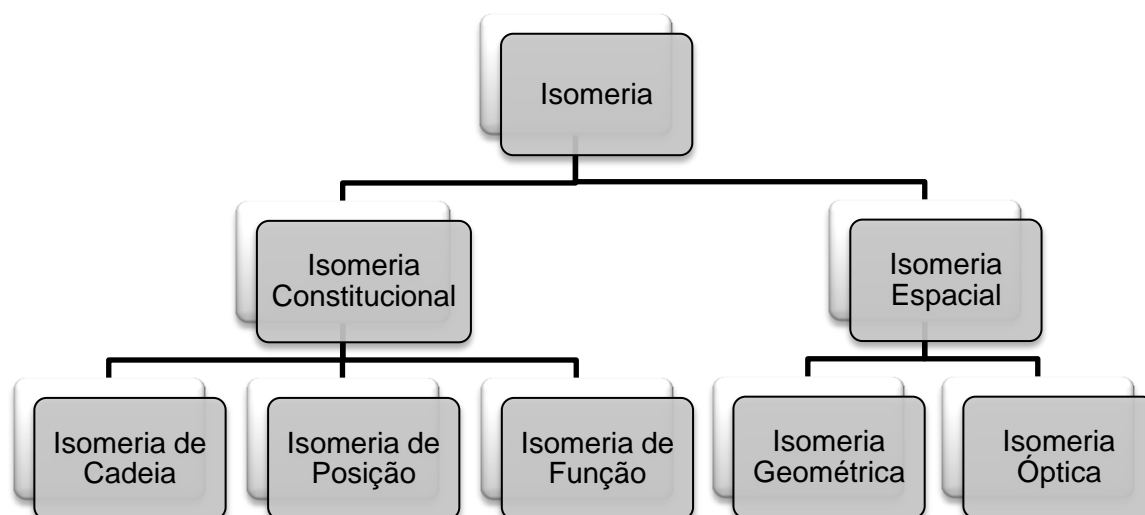 Isomeria
Isomeria
Constitucional
Isomeria
Espacial
Isomeria de
Cadeia
Isomeria de
Posição
Isomeria de
Função
Isomeria
Geométrica
Isomeria
Óptica